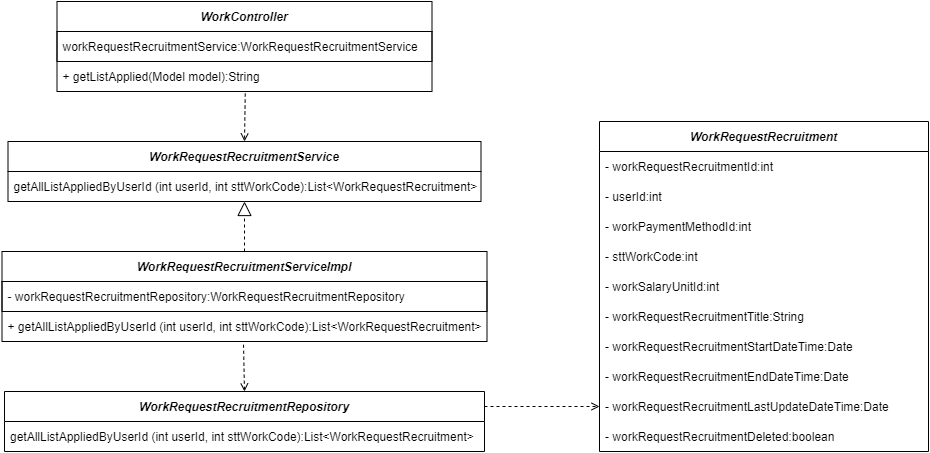 WorkController
workRequestRecruitmentService:WorkRequestRecruitmentService
+ getListApplied(Model model):String
WorkRequestRecruitmentService
getAllListAppliedByUserId (int userId, int sttWorkCode):List<WorkRequestRecruitment>
WorkRequestRecruitmentServiceImpl
- workRequestRecruitmentRepository:WorkRequestRecruitmentRepository
+ getAllListAppliedByUserId (int userId, int sttWorkCode):List<WorkRequestRecruitment>
WorkRequestRecruitmentRepository
getAllListAppliedByUserId (int userId, int sttWorkCode):List<WorkRequestRecruitment>
WorkRequestRecruitment
- workRequestRecruitmentId:int
- userId:int
- workPaymentMethodId:int
- sttWorkCode:int
- workSalaryUnitId:int
- workRequestRecruitmentTitle:String
- workRequestRecruitmentStartDateTime:Date
- workRequestRecruitmentEndDateTime:Date
- workRequestRecruitmentLastUpdateDateTime:Date
- workRequestRecruitmentDeleted:boolean